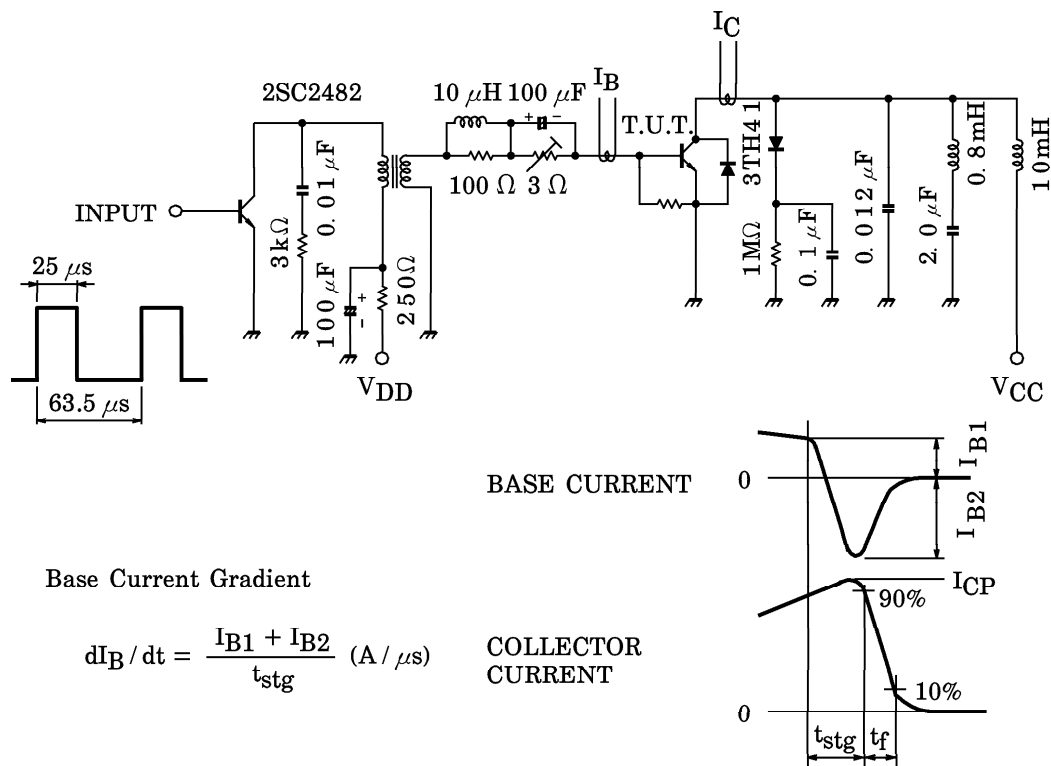 I_C
I_B
2SC2482
10 μH
100 μF
T.U.T.
3TH41
0.8mH
10mH
0.01 μF
100 Ω
3 Ω
0.012 μF
2.0 μF
INPUT
3kΩ
1MΩ
0.1 μF
25 μs
100 μF
+
-
250Ω
V_DD
V_CC
63.5 μs
I_B1
BASE CURRENT
0
I_B2
Base Current Gradient
I_CP
90%
dI_B / dt = (I_B1 + I_B2) / t_stg (A / μs)
COLLECTOR
CURRENT
10%
0
t_stg
t_f